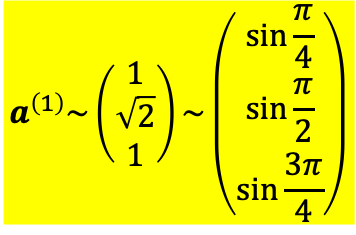 𝒂⁽¹⁾ ~ ( 1 √2 1 ) ~ ( sin π/4 sin π/2 sin 3π/4 )